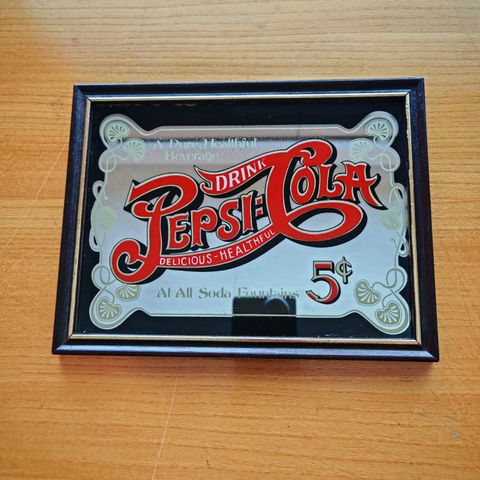 A Pure, Healthful
Beverage
DRINK
PEPSI=COLA
DELICIOUS-HEALTHFUL
At All Soda Fountains
5¢